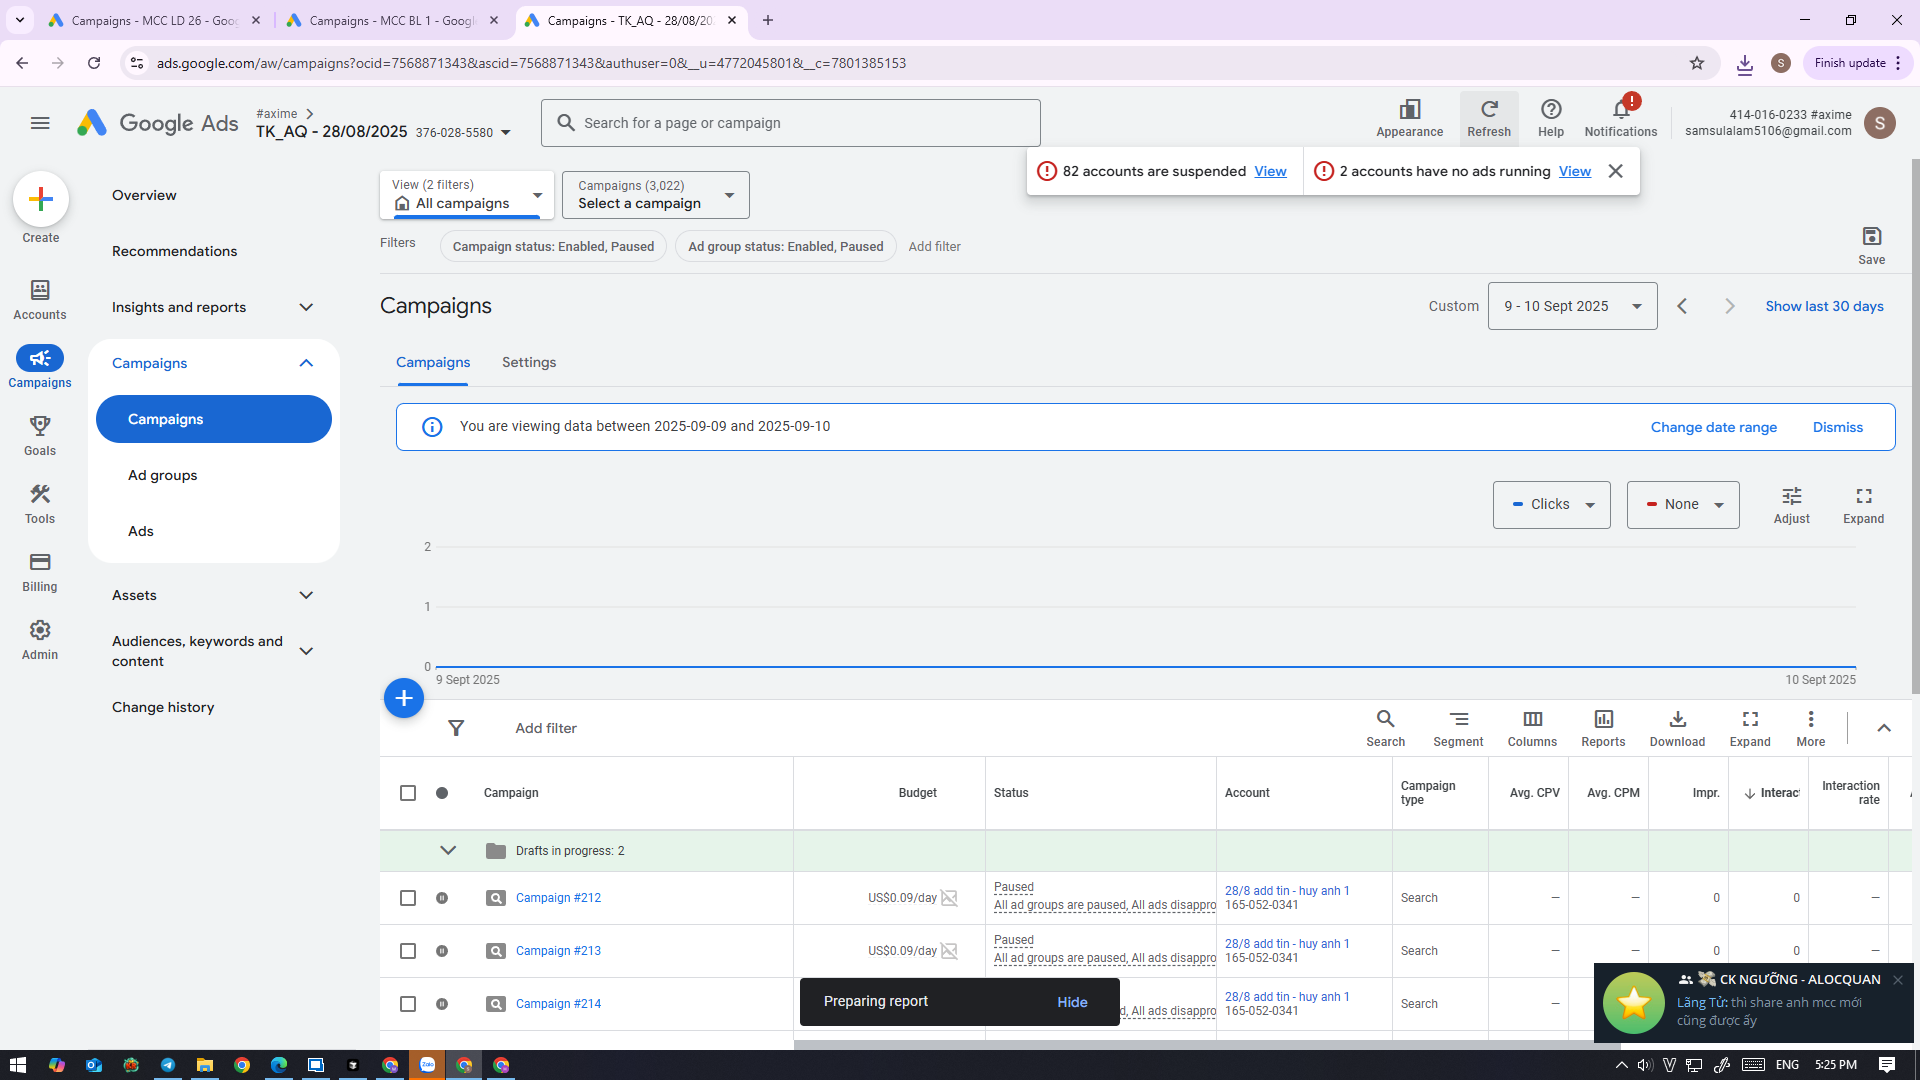 Campaigns - MCC LD 26 - Goog
Campaigns - MCC BL 1 - Google
Campaigns - TK_AQ - 28/08/202
ads.google.com/aw/campaigns?ocid=7568871343&ascid=7568871343&authuser=0&__u=4772045801&__c=7801385153
S
Finish update
Google Ads
#axime
TK_AQ - 28/08/2025 376-028-5580
Search for a page or campaign
Appearance
Refresh
Help
Notifications
414-016-0233 #axime
samsulalam5106@gmail.com
S
82 accounts are suspended View
2 accounts have no ads running View
Create
Accounts
Campaigns
Goals
Tools
Billing
Admin
Overview
Recommendations
Insights and reports
Campaigns
Campaigns
Ad groups
Ads
Assets
Audiences, keywords and
content
Change history
View (2 filters)
All campaigns
Campaigns (3,022)
Select a campaign
Filters
Campaign status: Enabled, Paused
Ad group status: Enabled, Paused
Add filter
Save
Campaigns
Custom
9 - 10 Sept 2025
Show last 30 days
Campaigns
Settings
You are viewing data between 2025-09-09 and 2025-09-10
Change date range
Dismiss
Clicks
None
Adjust
Expand
2
1
0
9 Sept 2025
10 Sept 2025
Add filter
Search
Segment
Columns
Reports
Download
Expand
More
Campaign
Budget
Status
Account
Campaign
type
Avg. CPV
Avg. CPM
Impr.
Interac
Interaction
rate
Drafts in progress: 2
Campaign #212
US$0.09/day
Paused
All ad groups are paused, All ads disappro
28/8 add tin - huy anh 1
165-052-0341
Search
—
—
0
0
—
Campaign #213
US$0.09/day
Paused
All ad groups are paused, All ads disappro
28/8 add tin - huy anh 1
165-052-0341
Search
—
—
0
0
—
Campaign #214
d, All ads disappro
28/8 add tin - huy anh 1
165-052-0341
Search
—
Preparing report
Hide
CK NGƯỠNG - ALOCQUAN
Lãng Tử: thì share anh mcc mới
cũng được ấy
Zalo
ENG
5:25 PM